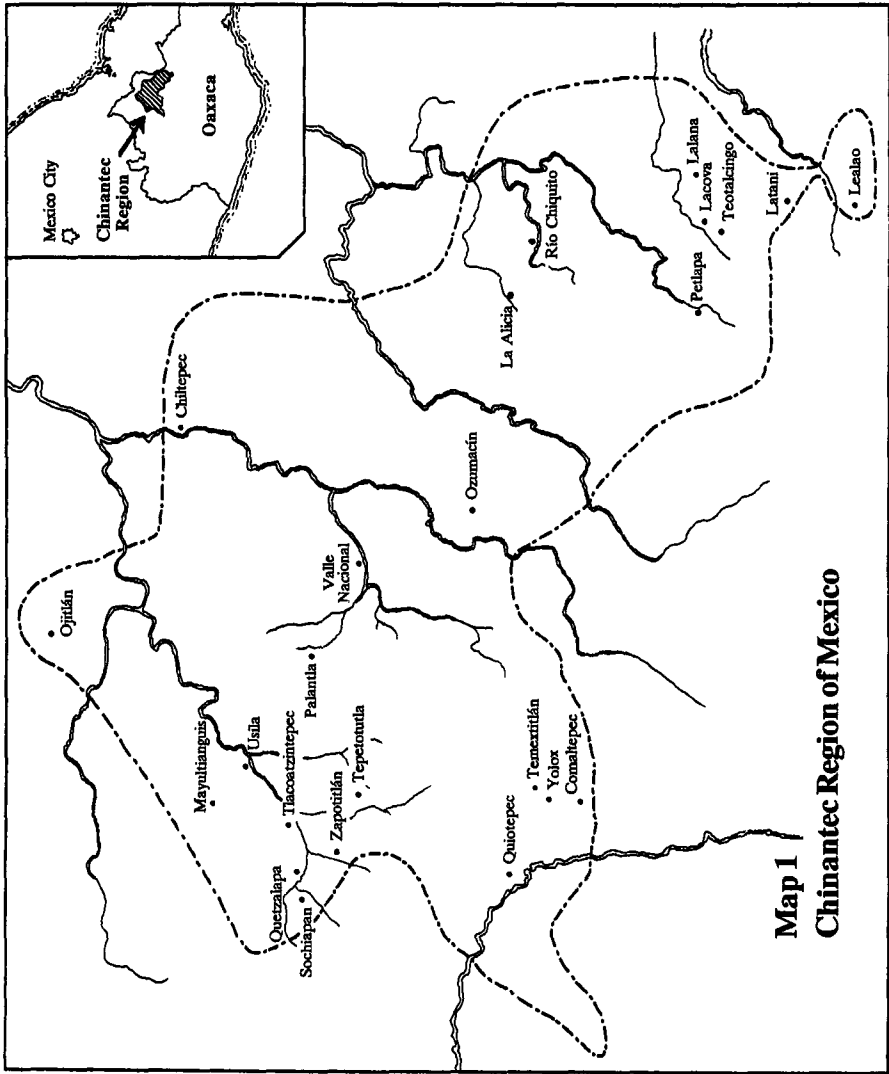 Mexico City
Chinantec
Region
Oaxaca
Ojitlán
Chiltepec
Mayultianguis
Usila
Tlacoatzintepec
Quetzalapa
Sochiapan
Palantla
Zapotitlán
Tepetotutla
Valle
Nacional
Ozumacín
Quiotepec
Temextitlán
Yolox
Comaltepec
La Alicia
Río Chiquito
Petlapa
Lalana
Lacova
Teotalcingo
Latani
Lealao
Map 1
Chinantec Region of Mexico